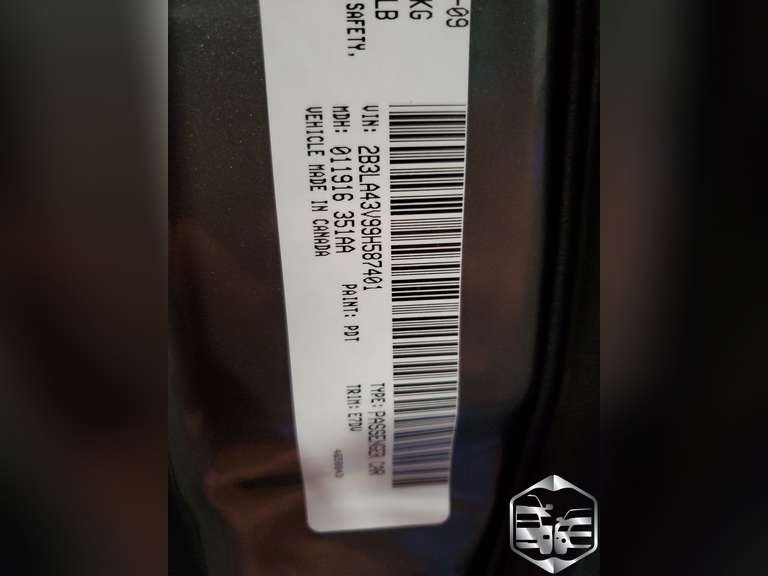 -09
KG
LB
SAFETY,
VIN: 2B3LA43V99H587401
TYPE: PASSENGER CAR
MDH: 011916 351AA
PAINT: PDT
TRIM: E7DV
VEHICLE MADE IN CANADA